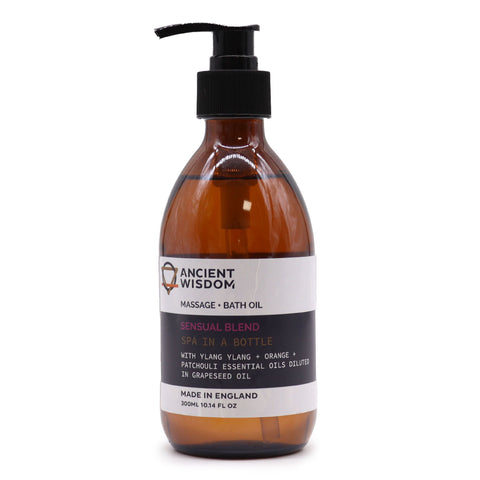 ANCIENT
WISDOM
MASSAGE + BATH OIL
SENSUAL BLEND
SPA IN A BOTTLE
WITH YLANG YLANG + ORANGE +
PATCHOULI ESSENTIAL OILS DILUTED
IN GRAPESEED OIL
MADE IN ENGLAND
300ML 10.14 FL OZ